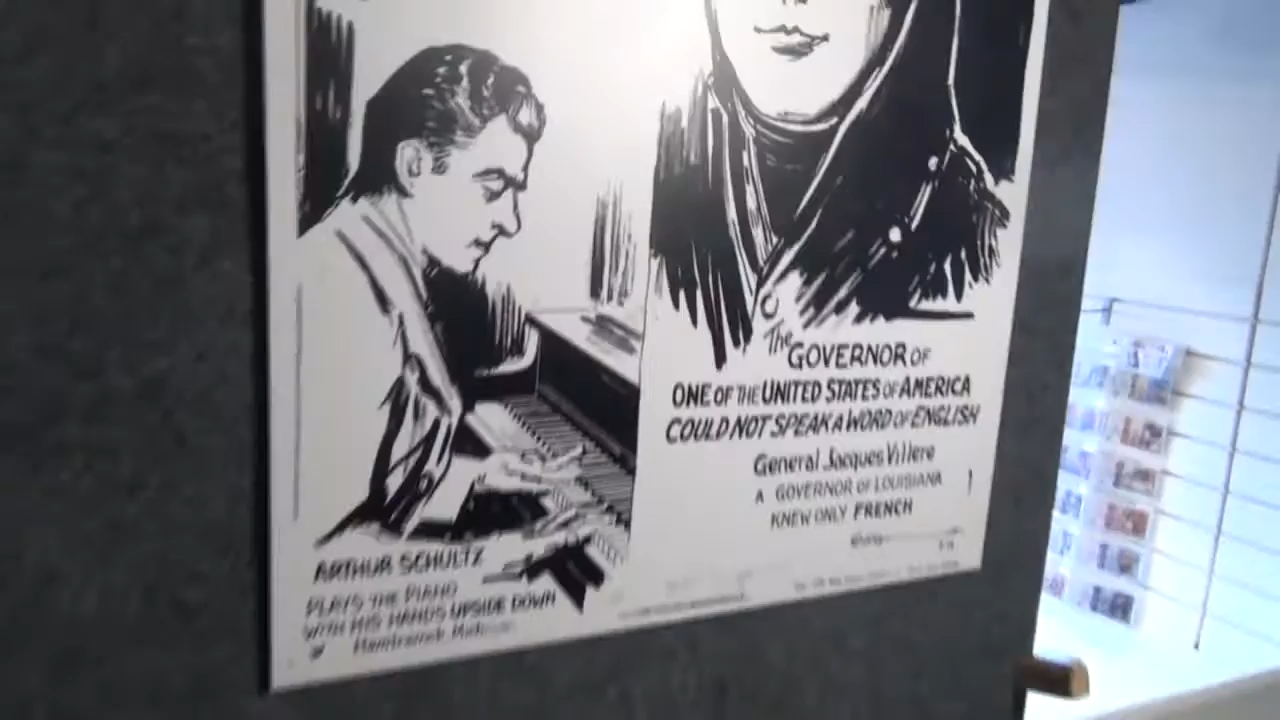 ARTHUR SCHULTZ
PLAYS THE PIANO
WITH HIS HANDS UPSIDE DOWN
Hamtramck
The
GOVERNOR OF
ONE OF THE UNITED STATES OF AMERICA
COULD NOT SPEAK A WORD OF ENGLISH
General Jacques Villere
A GOVERNOR OF LOUISIANA
KNEW ONLY FRENCH !